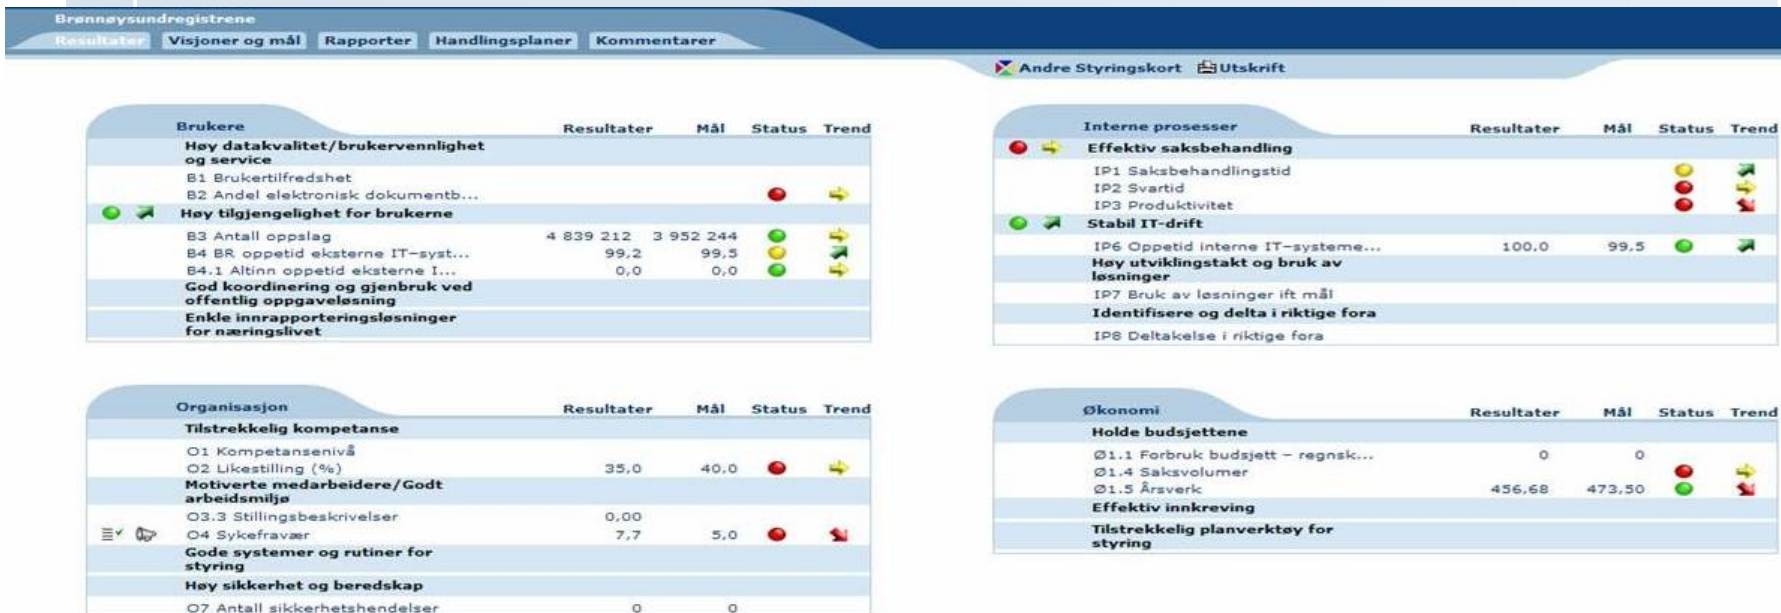 Brønnøysundregistrene
Resultater Visjoner og mål Rapporter Handlingsplaner Kommentarer
Andre Styringskort Utskrift
Brukere Resultater Mål Status Trend
Høy datakvalitet/brukervennlighet
og service
B1 Brukertilfredshet
B2 Andel elektronisk dokumentb...
Høy tilgjengelighet for brukerne
B3 Antall oppslag 4 839 212 3 952 244
B4 BR oppetid eksterne IT-syst... 99,2 99,5
B4.1 Altinn oppetid eksterne I... 0,0 0,0
God koordinering og gjenbruk ved
offentlig oppgaveløsning
Enkle innrapporteringsløsninger
for næringslivet
Interne prosesser Resultater Mål Status Trend
Effektiv saksbehandling
IP1 Saksbehandlingstid
IP2 Svartid
IP3 Produktivitet
Stabil IT-drift
IP6 Oppetid interne IT-systeme... 100,0 99,5
Høy utviklingstakt og bruk av
løsninger
IP7 Bruk av løsninger ift mål
Identifisere og delta i riktige fora
IP8 Deltakelse i riktige fora
Organisasjon Resultater Mål Status Trend
Tilstrekkelig kompetanse
O1 Kompetansenivå
O2 Likestilling (%) 35,0 40,0
Motiverte medarbeidere/Godt
arbeidsmiljø
O3.3 Stillingsbeskrivelser 0,00
O4 Sykefravær 7,7 5,0
Gode systemer og rutiner for
styring
Høy sikkerhet og beredskap
O7 Antall sikkerhetshendelser 0 0
Økonomi Resultater Mål Status Trend
Holde budsjettene
Ø1.1 Forbruk budsjett - regnsk... 0 0
Ø1.4 Saksvolumer
Ø1.5 Årsverk 456,68 473,50
Effektiv innkreving
Tilstrekkelig planverktøy for
styring